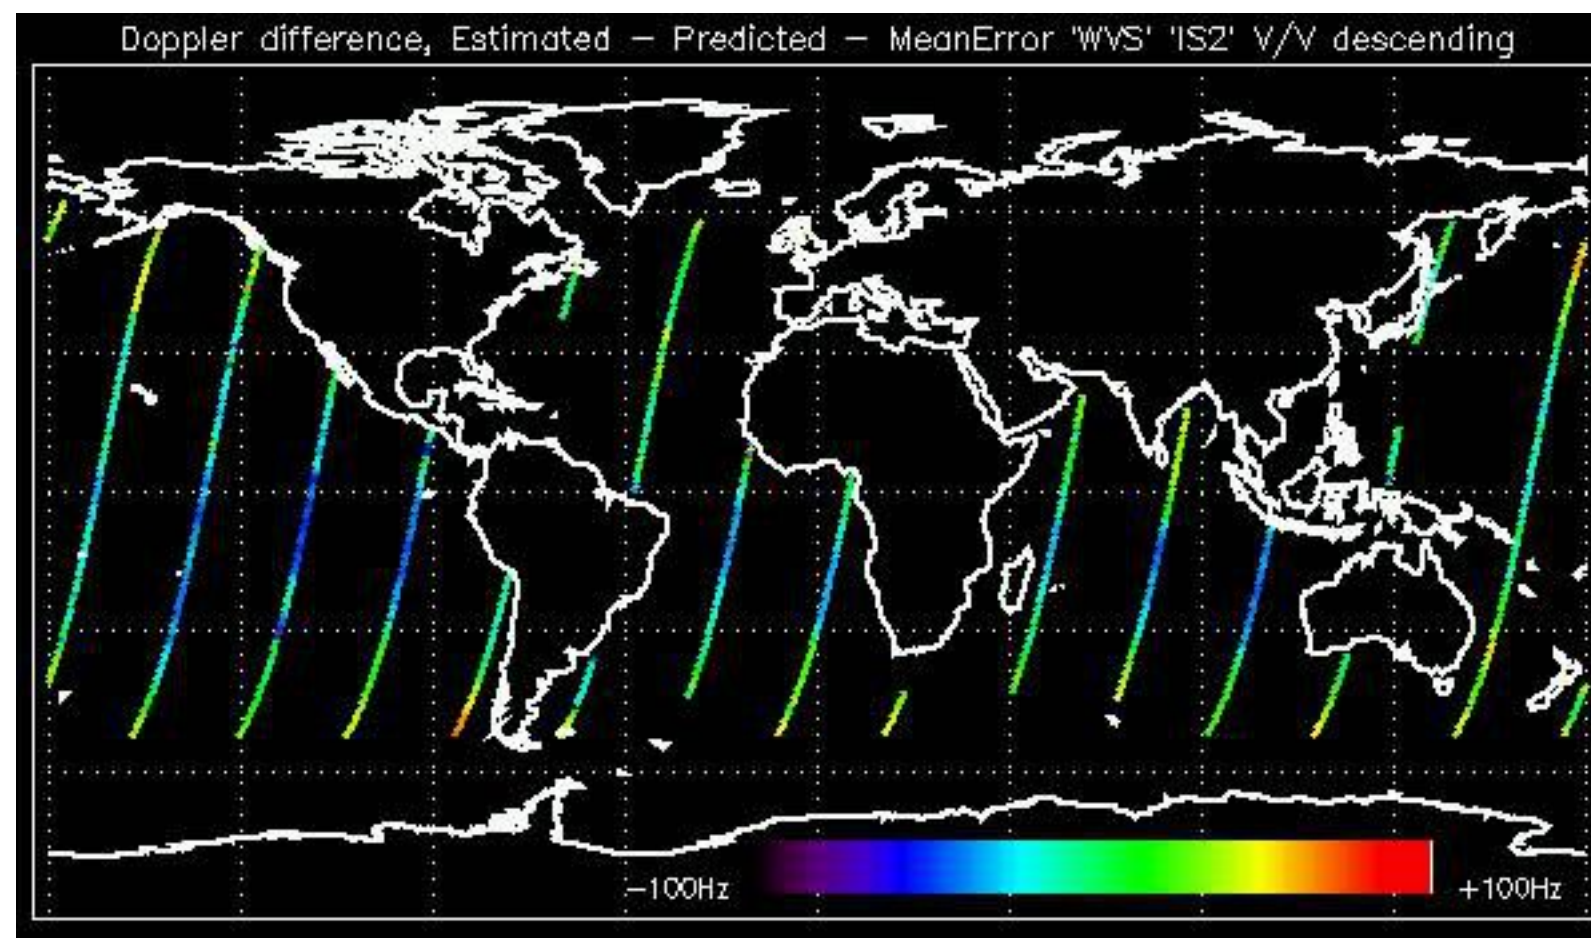 Doppler difference, Estimated – Predicted – MeanError 'WVS' 'IS2' V/V descending
–100Hz
+100Hz